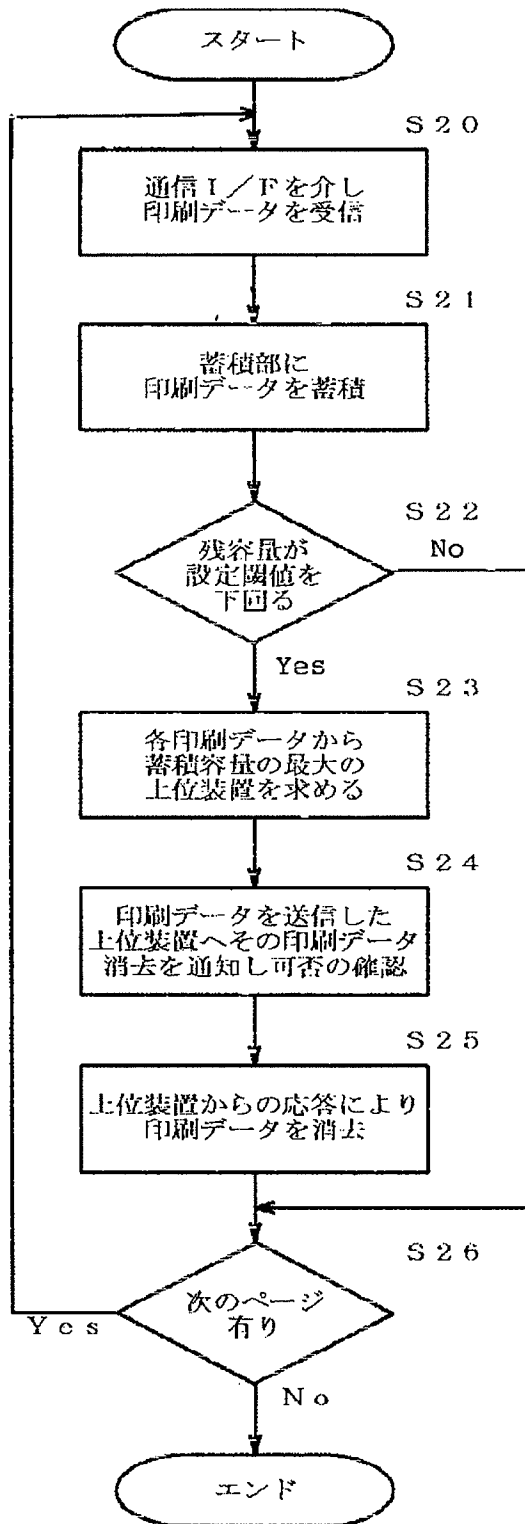 スタート
S20
通信I/Fを介し
印刷データを受信
S21
蓄積部に
印刷データを蓄積
S22
残容量が
設定閾値を
下回る
No
Yes
S23
各印刷データから
蓄積容量の最大の
上位装置を求める
S24
印刷データを送信した
上位装置へその印刷データ
消去を通知し可否の確認
S25
上位装置からの応答により
印刷データを消去
S26
次のページ
有り
Yes
No
エンド